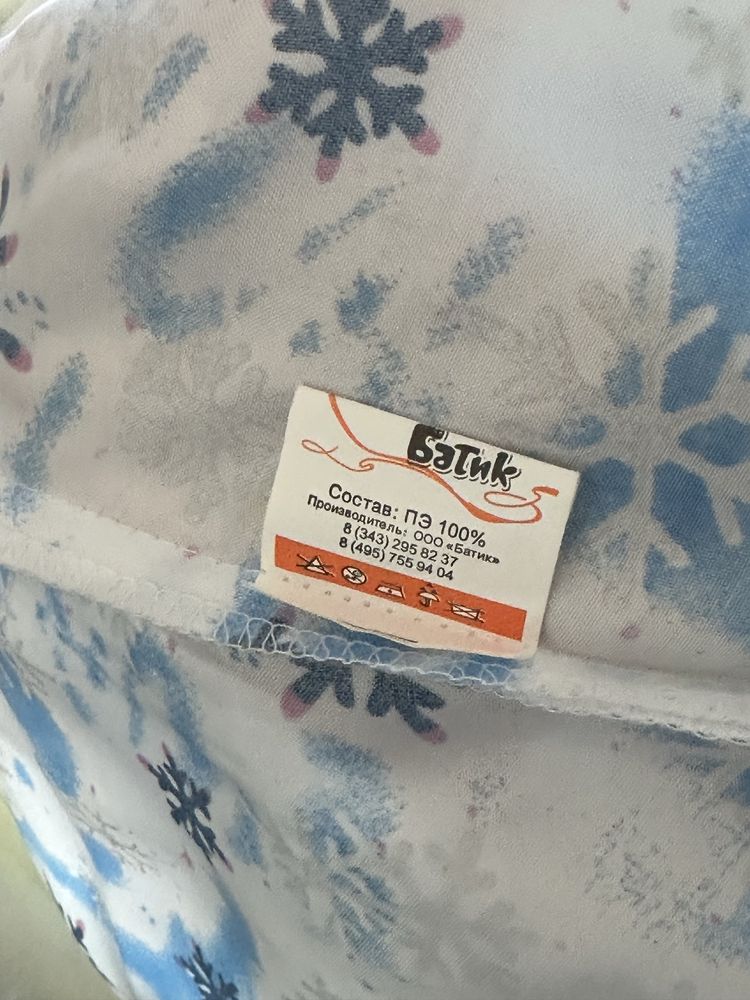 Батик
Состав: ПЭ 100%
Производитель: ООО «Батик»
8 (343) 295 82 37
8 (495) 755 94 04